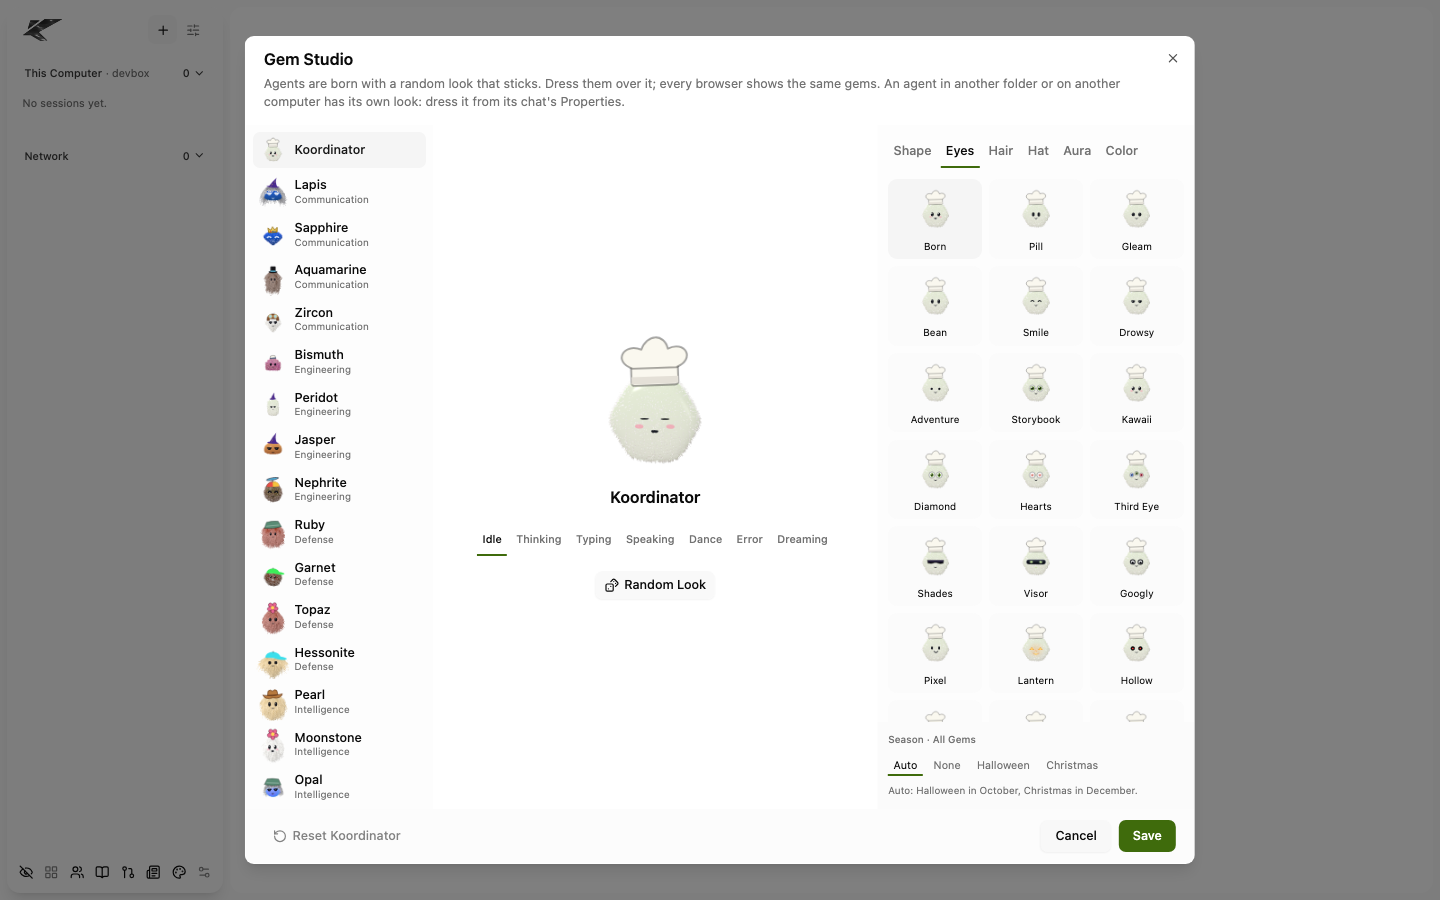 Gem Studio
Agents are born with a random look that sticks. Dress them over it; every browser shows the same gems. An agent in another folder or on another
computer has its own look: dress it from its chat's Properties.
This Computer · devbox 0
No sessions yet.
Network 0
Koordinator
Lapis
Communication
Sapphire
Communication
Aquamarine
Communication
Zircon
Communication
Bismuth
Engineering
Peridot
Engineering
Jasper
Engineering
Nephrite
Engineering
Ruby
Defense
Garnet
Defense
Topaz
Defense
Hessonite
Defense
Pearl
Intelligence
Moonstone
Intelligence
Opal
Intelligence
Koordinator
Idle Thinking Typing Speaking Dance Error Dreaming
Random Look
Shape Eyes Hair Hat Aura Color
Born Pill Gleam
Bean Smile Drowsy
Adventure Storybook Kawaii
Diamond Hearts Third Eye
Shades Visor Googly
Pixel Lantern Hollow
Season · All Gems
Auto None Halloween Christmas
Auto: Halloween in October, Christmas in December.
Reset Koordinator
Cancel Save